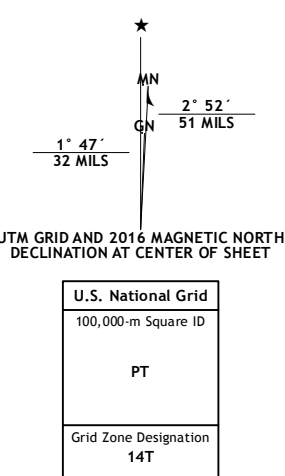 ★
MN
GN
2° 52´
51 MILS
1° 47´
32 MILS
UTM GRID AND 2016 MAGNETIC NORTH
DECLINATION AT CENTER OF SHEET
U.S. National Grid
100,000-m Square ID
PT
Grid Zone Designation
14T